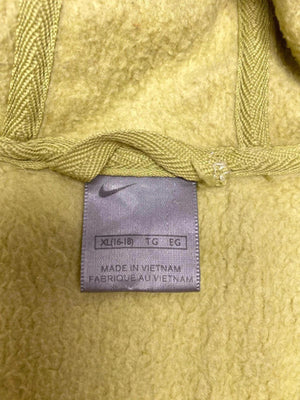 XL(16-18) TG EG
MADE IN VIETNAM
FABRIQUÉ AU VIETNAM